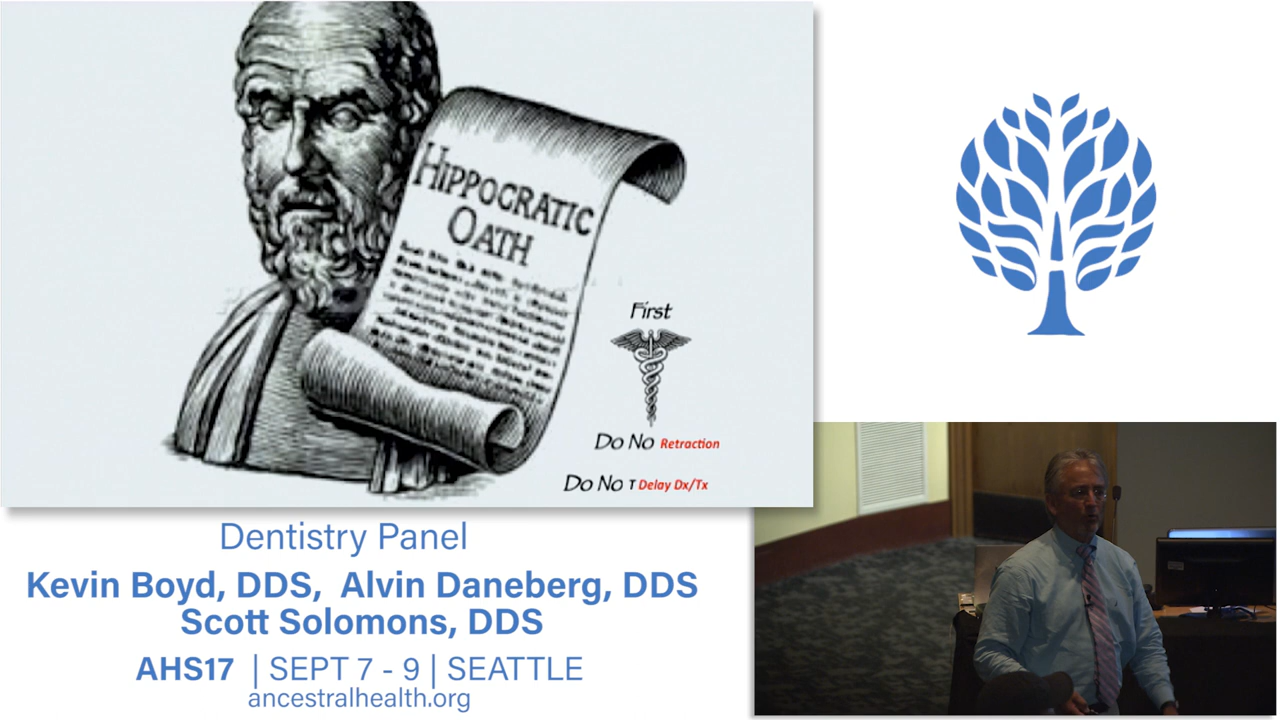 HIPPOCRATIC
OATH
First
Do No Retraction
Do No T Delay Dx/Tx
Dentistry Panel
Kevin Boyd, DDS, Alvin Daneberg, DDS
Scott Solomons, DDS
AHS17 | SEPT 7 - 9 | SEATTLE
ancestralhealth.org